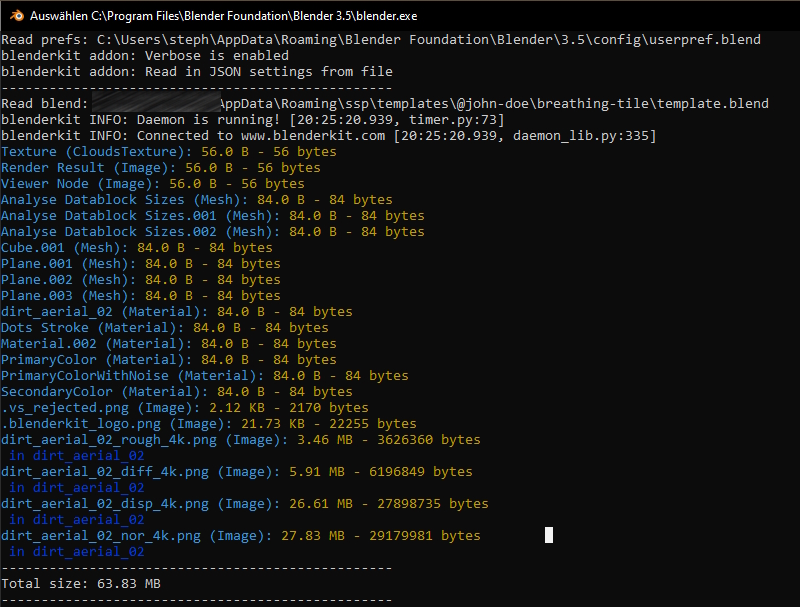 Auswählen C:\Program Files\Blender Foundation\Blender 3.5\blender.exe
Read prefs: C:\Users\steph\AppData\Roaming\Blender Foundation\Blender\3.5\config\userpref.blend
blenderkit addon: Verbose is enabled
blenderkit addon: Read in JSON settings from file
-------------------------------------------------
Read blend: AppData\Roaming\ssp\templates\@john-doe\breathing-tile\template.blend
blenderkit INFO: Daemon is running! [20:25:20.939, timer.py:73]
blenderkit INFO: Connected to www.blenderkit.com [20:25:20.939, daemon_lib.py:335]
Texture (CloudsTexture): 56.0 B - 56 bytes
Render Result (Image): 56.0 B - 56 bytes
Viewer Node (Image): 56.0 B - 56 bytes
Analyse Datablock Sizes (Mesh): 84.0 B - 84 bytes
Analyse Datablock Sizes.001 (Mesh): 84.0 B - 84 bytes
Analyse Datablock Sizes.002 (Mesh): 84.0 B - 84 bytes
Cube.001 (Mesh): 84.0 B - 84 bytes
Plane.001 (Mesh): 84.0 B - 84 bytes
Plane.002 (Mesh): 84.0 B - 84 bytes
Plane.003 (Mesh): 84.0 B - 84 bytes
dirt_aerial_02 (Material): 84.0 B - 84 bytes
Dots Stroke (Material): 84.0 B - 84 bytes
Material.002 (Material): 84.0 B - 84 bytes
PrimaryColor (Material): 84.0 B - 84 bytes
PrimaryColorWithNoise (Material): 84.0 B - 84 bytes
SecondaryColor (Material): 84.0 B - 84 bytes
.vs_rejected.png (Image): 2.12 KB - 2170 bytes
.blenderkit_logo.png (Image): 21.73 KB - 22255 bytes
dirt_aerial_02_rough_4k.png (Image): 3.46 MB - 3626360 bytes
in dirt_aerial_02
dirt_aerial_02_diff_4k.png (Image): 5.91 MB - 6196849 bytes
in dirt_aerial_02
dirt_aerial_02_disp_4k.png (Image): 26.61 MB - 27898735 bytes
in dirt_aerial_02
dirt_aerial_02_nor_4k.png (Image): 27.83 MB - 29179981 bytes
in dirt_aerial_02
-------------------------------------------------
Total size: 63.83 MB
-------------------------------------------------